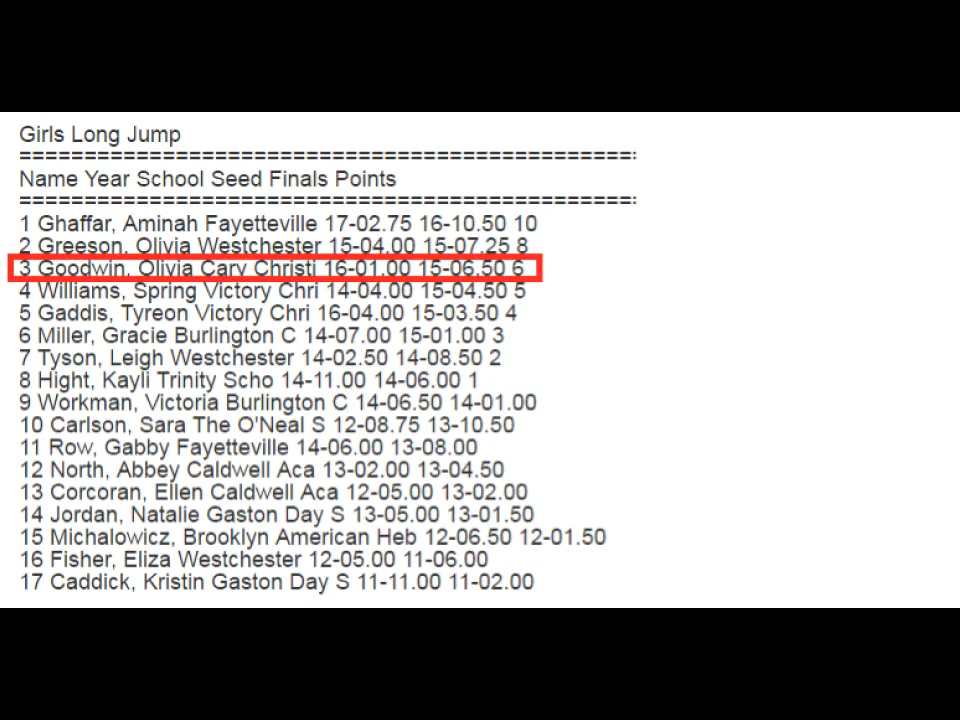 Girls Long Jump
================================================
Name Year School Seed Finals Points
================================================
1 Ghaffar, Aminah Fayetteville 17-02.75 16-10.50 10
2 Greeson, Olivia Westchester 15-04.00 15-07.25 8
3 Goodwin, Olivia Cary Christi 16-01.00 15-06.50 6
4 Williams, Spring Victory Chri 14-04.00 15-04.50 5
5 Gaddis, Tyreon Victory Chri 16-04.00 15-03.50 4
6 Miller, Gracie Burlington C 14-07.00 15-01.00 3
7 Tyson, Leigh Westchester 14-02.50 14-08.50 2
8 Hight, Kayli Trinity Scho 14-11.00 14-06.00 1
9 Workman, Victoria Burlington C 14-06.50 14-01.00
10 Carlson, Sara The O'Neal S 12-08.75 13-10.50
11 Row, Gabby Fayetteville 14-06.00 13-08.00
12 North, Abbey Caldwell Aca 13-02.00 13-04.50
13 Corcoran, Ellen Caldwell Aca 12-05.00 13-02.00
14 Jordan, Natalie Gaston Day S 13-05.00 13-01.50
15 Michalowicz, Brooklyn American Heb 12-06.50 12-01.50
16 Fisher, Eliza Westchester 12-05.00 11-06.00
17 Caddick, Kristin Gaston Day S 11-11.00 11-02.00